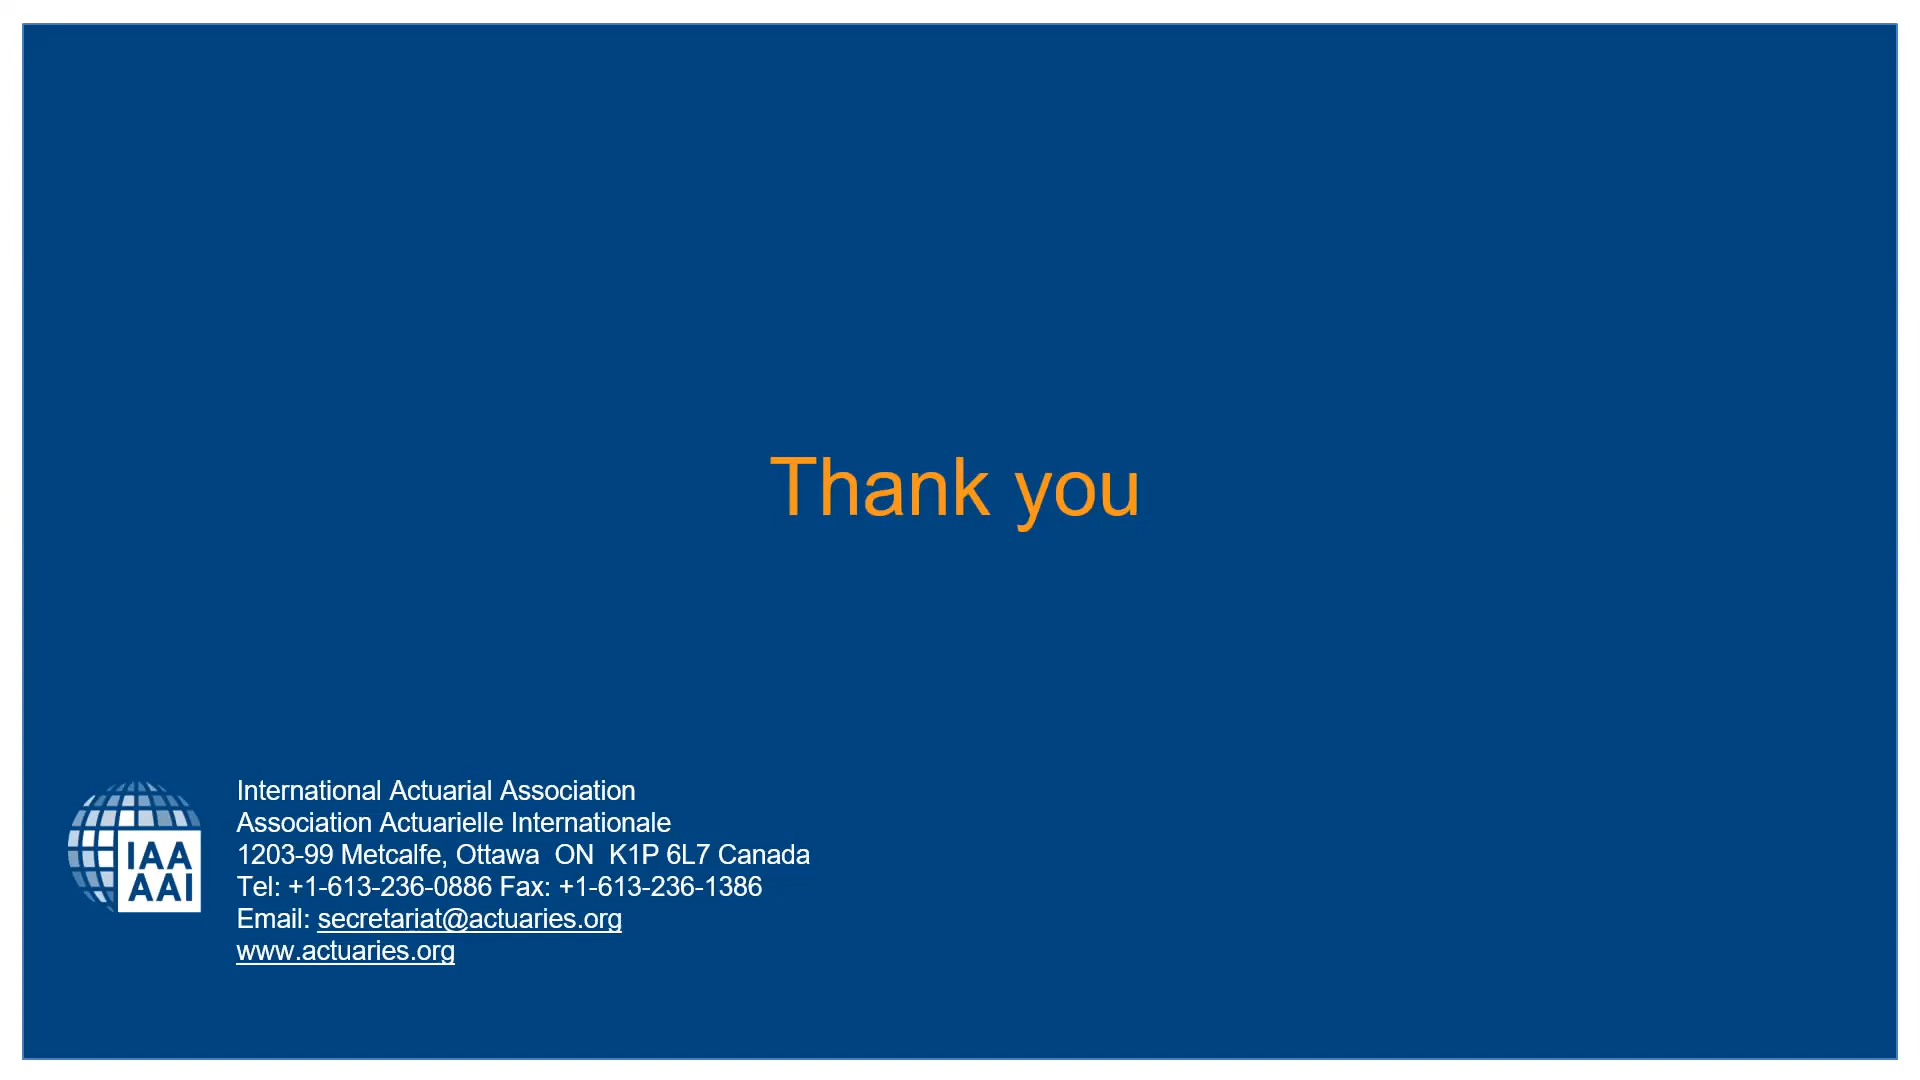 Thank you
IAA
AAI
International Actuarial Association
Association Actuarielle Internationale
1203-99 Metcalfe, Ottawa  ON  K1P 6L7 Canada
Tel: +1-613-236-0886 Fax: +1-613-236-1386
Email: secretariat@actuaries.org
www.actuaries.org